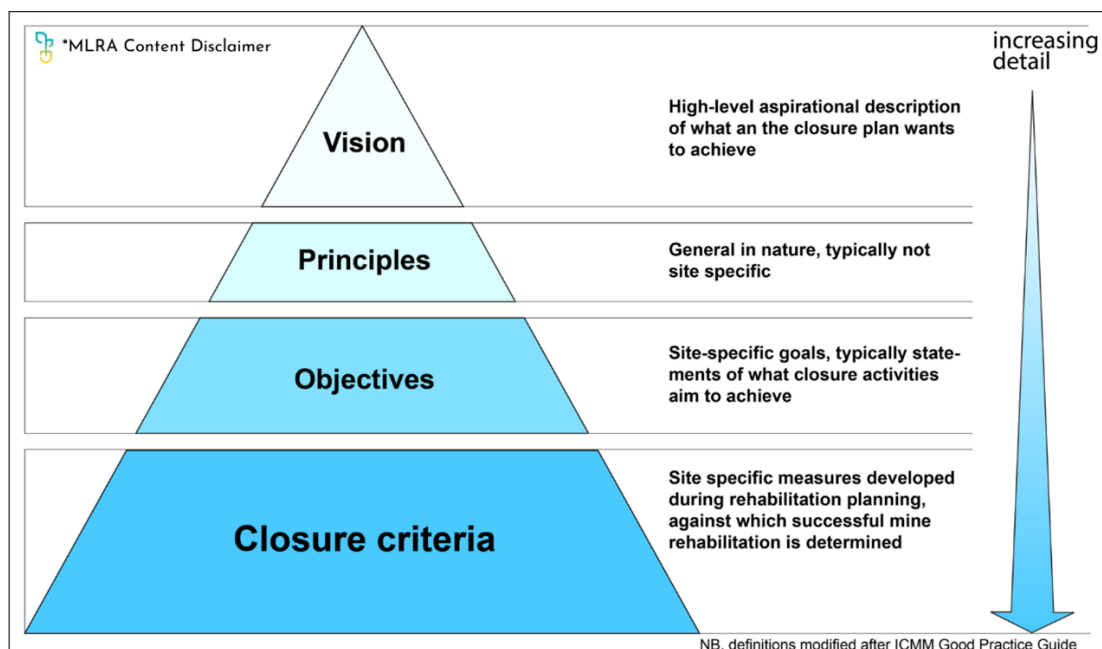 *MLRA Content Disclaimer
increasing
detail
Vision
High-level aspirational description
of what an the closure plan wants
to achieve
Principles
General in nature, typically not
site specific
Objectives
Site-specific goals, typically state-
ments of what closure activities
aim to achieve
Closure criteria
Site specific measures developed
during rehabilitation planning,
against which successful mine
rehabilitation is determined
NB. definitions modified after ICMM Good Practice Guide